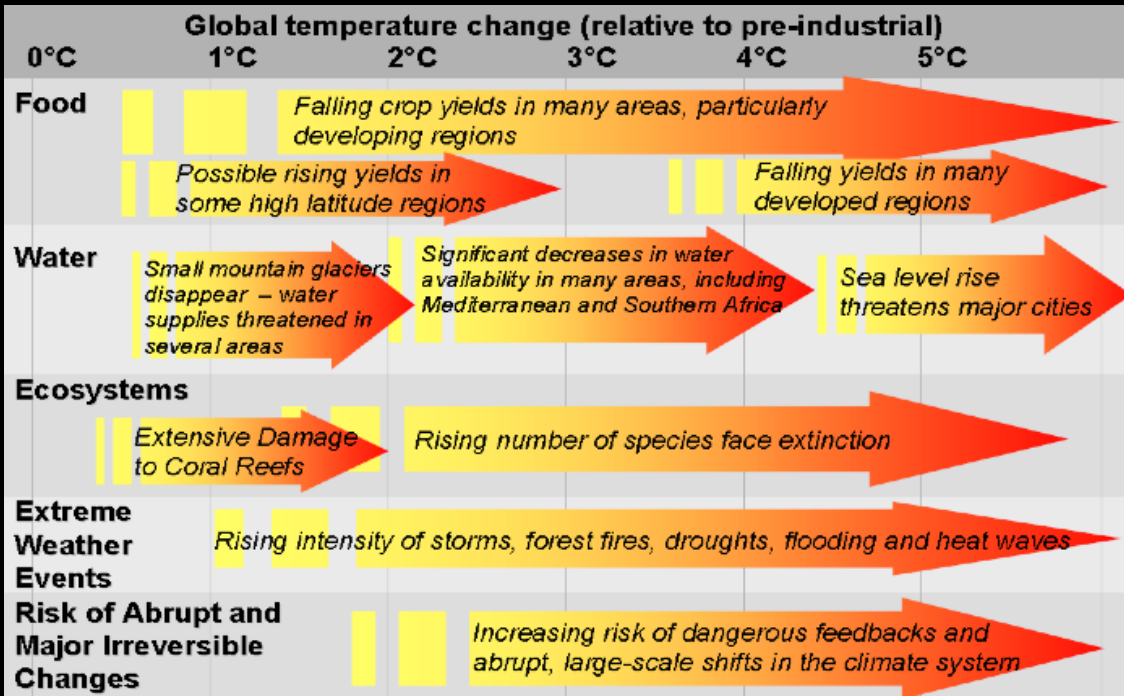 Global temperature change (relative to pre-industrial)
0°C 1°C 2°C 3°C 4°C 5°C
Food
Falling crop yields in many areas, particularly
developing regions
Possible rising yields in
some high latitude regions
Falling yields in many
developed regions
Water
Small mountain glaciers
disappear – water
supplies threatened in
several areas
Significant decreases in water
availability in many areas, including
Mediterranean and Southern Africa
Sea level rise
threatens major cities
Ecosystems
Extensive Damage
to Coral Reefs
Rising number of species face extinction
Extreme
Weather
Events
Rising intensity of storms, forest fires, droughts, flooding and heat waves
Risk of Abrupt and
Major Irreversible
Changes
Increasing risk of dangerous feedbacks and
abrupt, large-scale shifts in the climate system